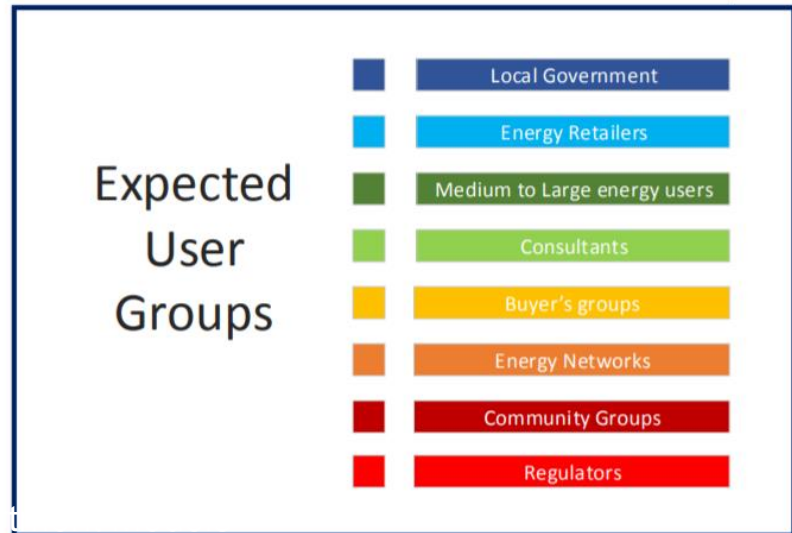 Expected
User
Groups
Local Government
Energy Retailers
Medium to Large energy users
Consultants
Buyer's groups
Energy Networks
Community Groups
Regulators